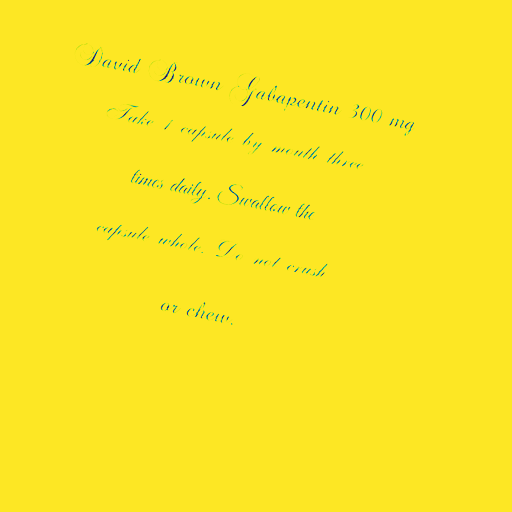 David Brown Gabapentin 300 mg
Take 1 capsule by mouth three
times daily. Swallow the
capsule whole. Do not crush
or chew.